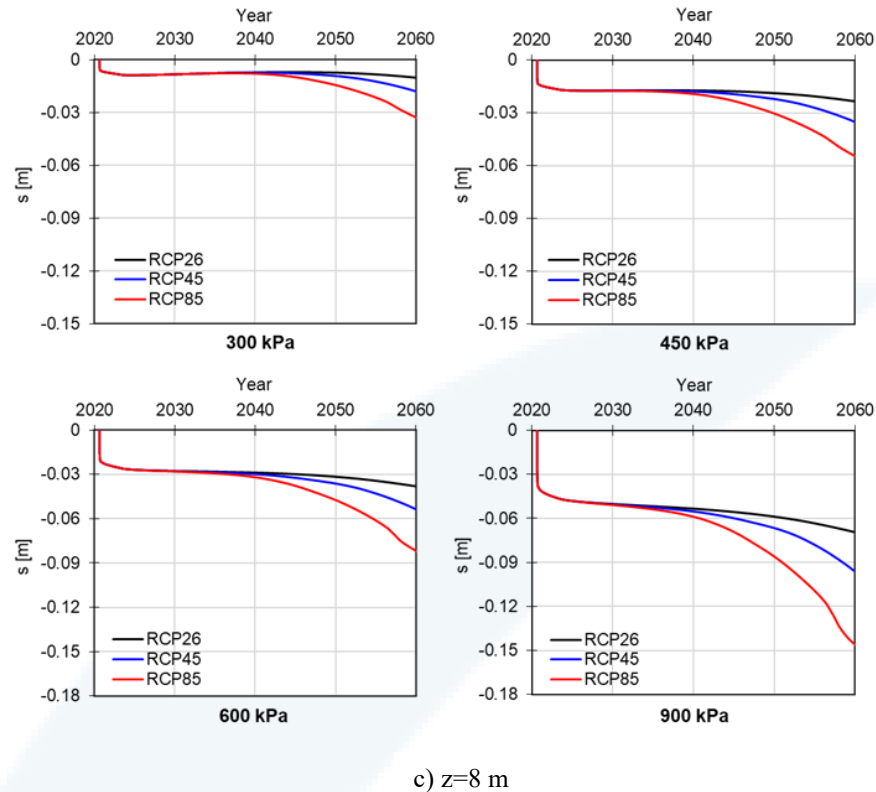 Year
2020 2030 2040 2050 2060
0
-0.03
-0.06
-0.09
-0.12
-0.15
s [m]
RCP26
RCP45
RCP85
300 kPa
Year
2020 2030 2040 2050 2060
0
-0.03
-0.06
-0.09
-0.12
-0.15
s [m]
RCP26
RCP45
RCP85
450 kPa
Year
2020 2030 2040 2050 2060
0
-0.03
-0.06
-0.09
-0.12
-0.15
-0.18
s [m]
RCP26
RCP45
RCP85
600 kPa
Year
2020 2030 2040 2050 2060
0
-0.03
-0.06
-0.09
-0.12
-0.15
-0.18
s [m]
RCP26
RCP45
RCP85
900 kPa
c) z=8 m